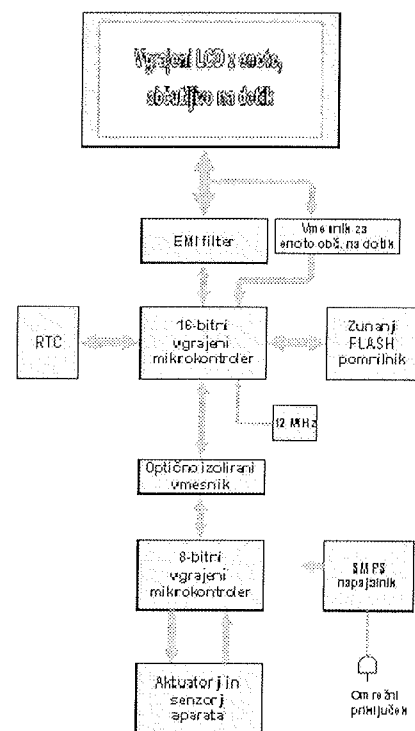 Vgrajeni LCD z enoto,
občutljivo na dotik
EMI filter
Vmesnik za
enoto obč. na dotik
RTC
16-bitni
vgrajeni
mikrokontroler
Zunanji
FLASH
pomnilnik
12 MHz
Optično izolirani
vmesnik
8-bitni
vgrajeni
mikrokontroler
SMPS
napajalnik
Aktuatorji in
senzorji
aparata
Omrežni
priključek